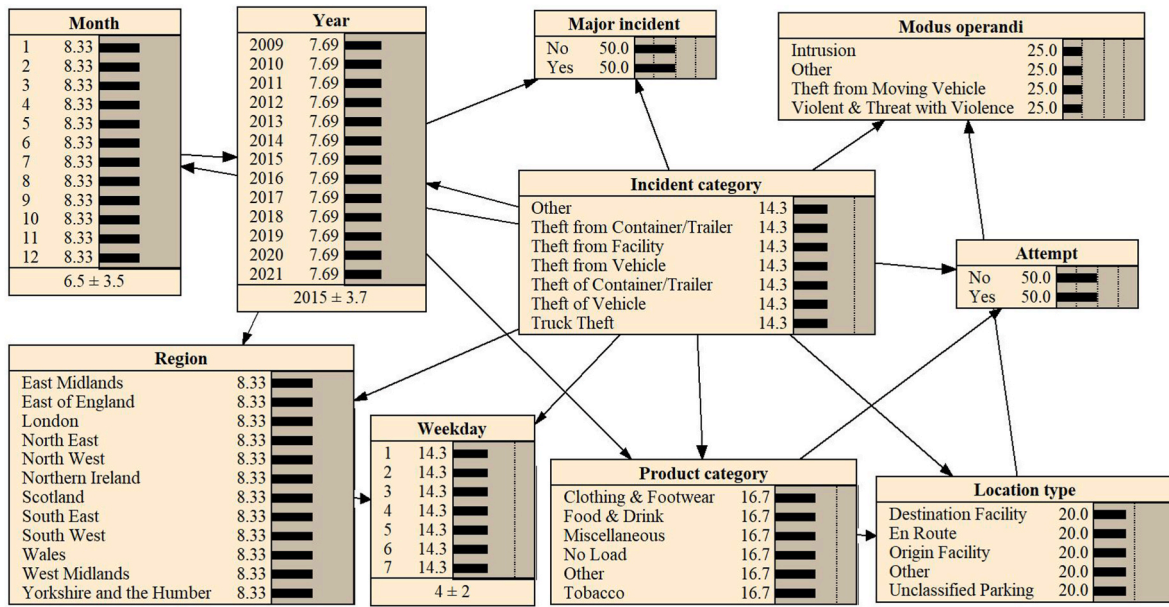 Month
1 8.33
2 8.33
3 8.33
4 8.33
5 8.33
6 8.33
7 8.33
8 8.33
9 8.33
10 8.33
11 8.33
12 8.33
6.5 ± 3.5
Year
2009 7.69
2010 7.69
2011 7.69
2012 7.69
2013 7.69
2014 7.69
2015 7.69
2016 7.69
2017 7.69
2018 7.69
2019 7.69
2020 7.69
2021 7.69
2015 ± 3.7
Major incident
No 50.0
Yes 50.0
Modus operandi
Intrusion 25.0
Other 25.0
Theft from Moving Vehicle 25.0
Violent & Threat with Violence 25.0
Incident category
Other 14.3
Theft from Container/Trailer 14.3
Theft from Facility 14.3
Theft from Vehicle 14.3
Theft of Container/Trailer 14.3
Theft of Vehicle 14.3
Truck Theft 14.3
Attempt
No 50.0
Yes 50.0
Region
East Midlands 8.33
East of England 8.33
London 8.33
North East 8.33
North West 8.33
Northern Ireland 8.33
Scotland 8.33
South East 8.33
South West 8.33
Wales 8.33
West Midlands 8.33
Yorkshire and the Humber 8.33
Weekday
1 14.3
2 14.3
3 14.3
4 14.3
5 14.3
6 14.3
7 14.3
4 ± 2
Product category
Clothing & Footwear 16.7
Food & Drink 16.7
Miscellaneous 16.7
No Load 16.7
Other 16.7
Tobacco 16.7
Location type
Destination Facility 20.0
En Route 20.0
Origin Facility 20.0
Other 20.0
Unclassified Parking 20.0